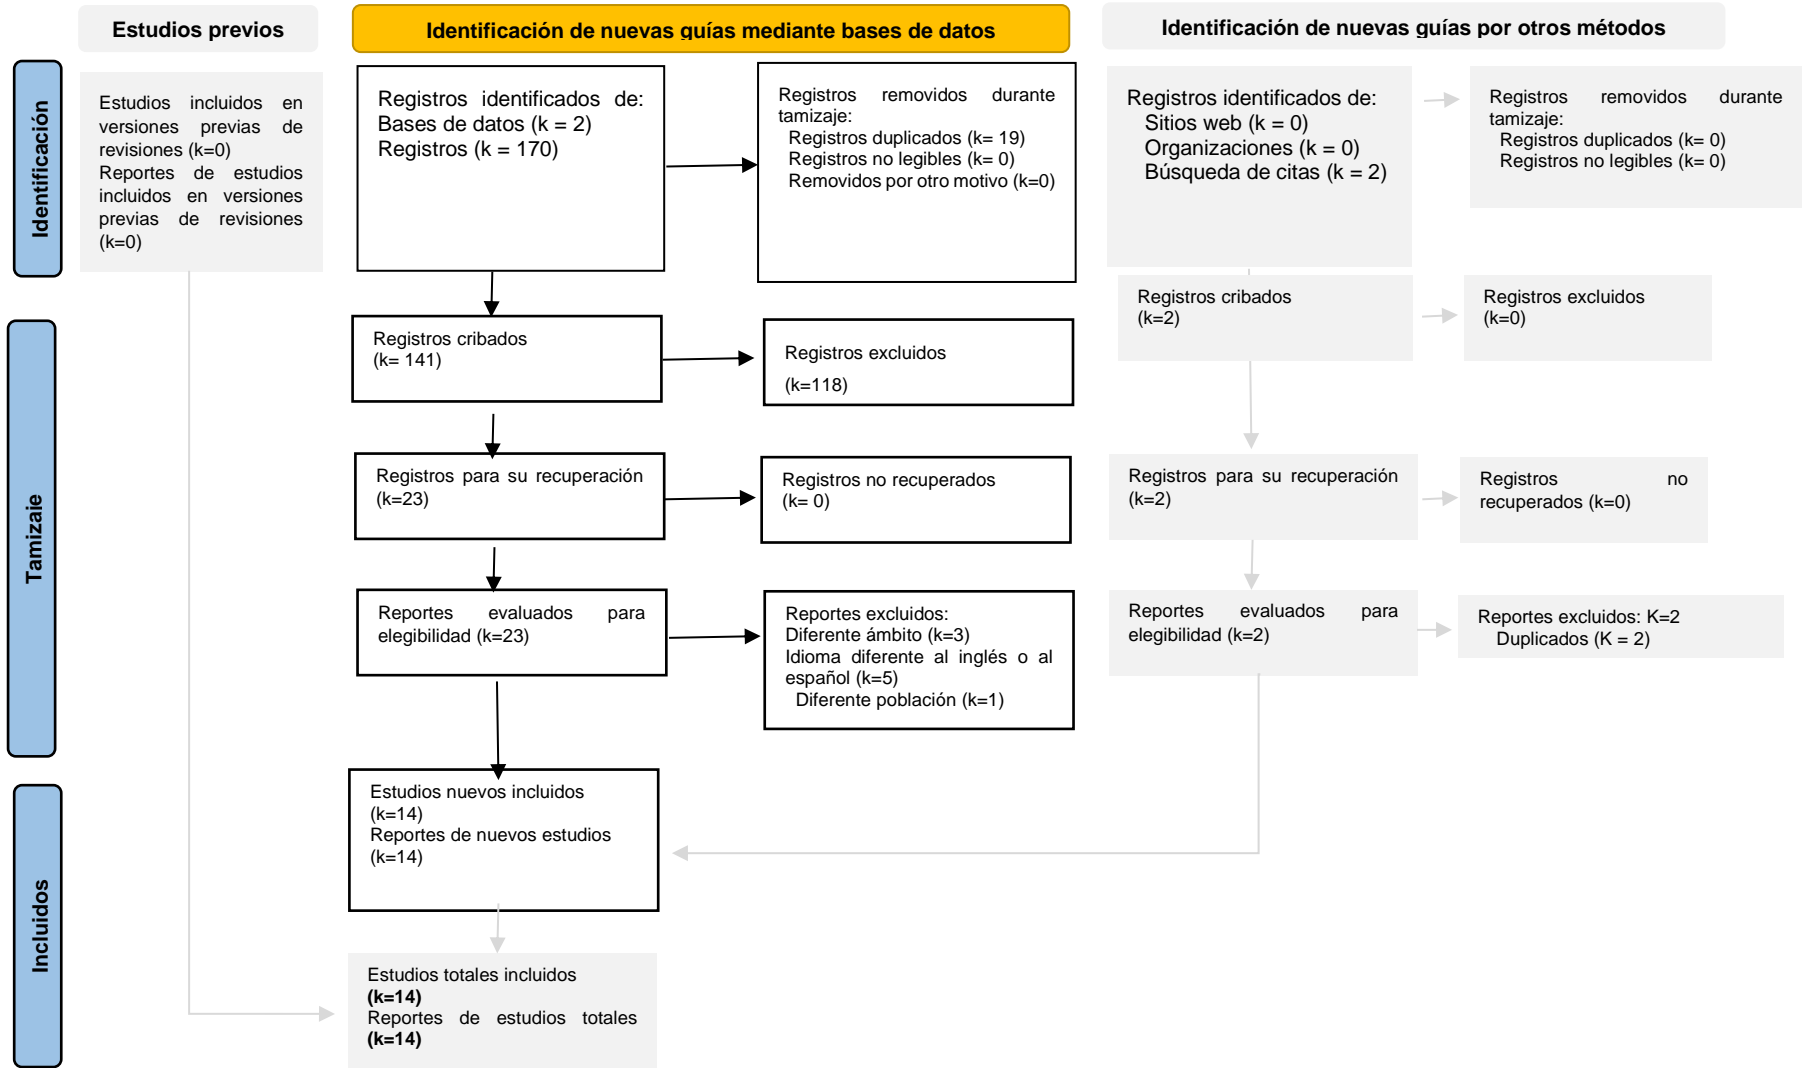 Estudios previos
Identificación de nuevas guías mediante bases de datos
Identificación de nuevas guías por otros métodos
Identificación
Estudios incluidos en
versiones previas de
revisiones (k=0)
Reportes de estudios
incluidos en versiones
previas de revisiones
(k=0)
Registros identificados de:
Bases de datos (k = 2)
Registros (k = 170)
Registros removidos durante
tamizaje:
Registros duplicados (k= 19)
Registros no legibles (k= 0)
Removidos por otro motivo (k=0)
Registros identificados de:
Sitios web (k = 0)
Organizaciones (k = 0)
Búsqueda de citas (k = 2)
Registros removidos durante
tamizaje:
Registros duplicados (k= 0)
Registros no legibles (k= 0)
Tamizaje
Registros cribados
(k= 141)
Registros excluidos
(k=118)
Registros cribados
(k=2)
Registros excluidos
(k=0)
Registros para su recuperación
(k=23)
Registros no recuperados
(k= 0)
Registros para su recuperación
(k=2)
Registros no
recuperados (k=0)
Reportes evaluados para
elegibilidad (k=23)
Reportes excluidos:
Diferente ámbito (k=3)
Idioma diferente al inglés o al
español (k=5)
Diferente población (k=1)
Reportes evaluados para
elegibilidad (k=2)
Reportes excluidos: K=2
Duplicados (K = 2)
Incluidos
Estudios nuevos incluidos
(k=14)
Reportes de nuevos estudios
(k=14)
Estudios totales incluidos
(k=14)
Reportes de estudios totales
(k=14)